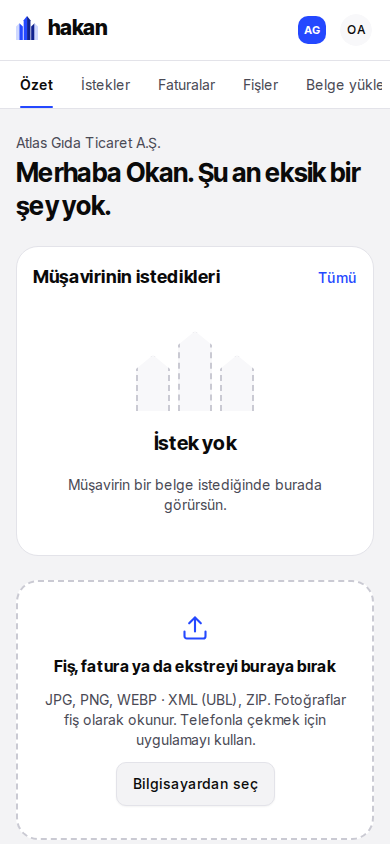 hakan
AG
OA
Özet
İstekler
Faturalar
Fişler
Belge yükle
Atlas Gıda Ticaret A.Ş.
Merhaba Okan. Şu an eksik bir
şey yok.
Müşavirinin istedikleri
Tümü
İstek yok
Müşavirin bir belge istediğinde burada
görürsün.
Fiş, fatura ya da ekstreyi buraya bırak
JPG, PNG, WEBP · XML (UBL), ZIP. Fotoğraflar
fiş olarak okunur. Telefonla çekmek için
uygulamayı kullan.
Bilgisayardan seç